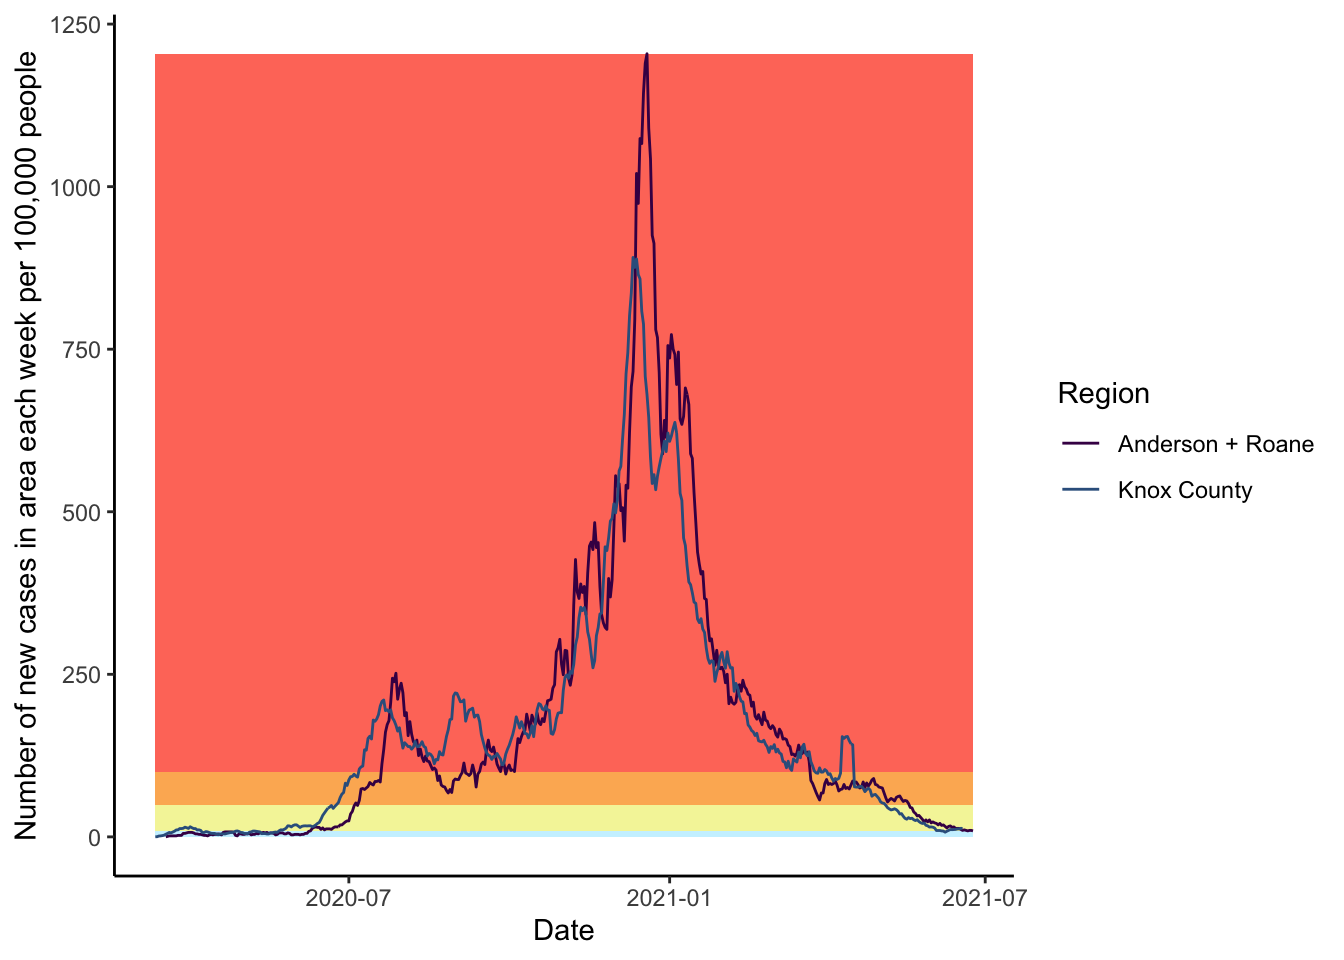 Number of new cases in area each week per 100,000 people
1250
1000
750
500
250
0
2020-07
2021-01
2021-07
Date
Region
Anderson + Roane
Knox County